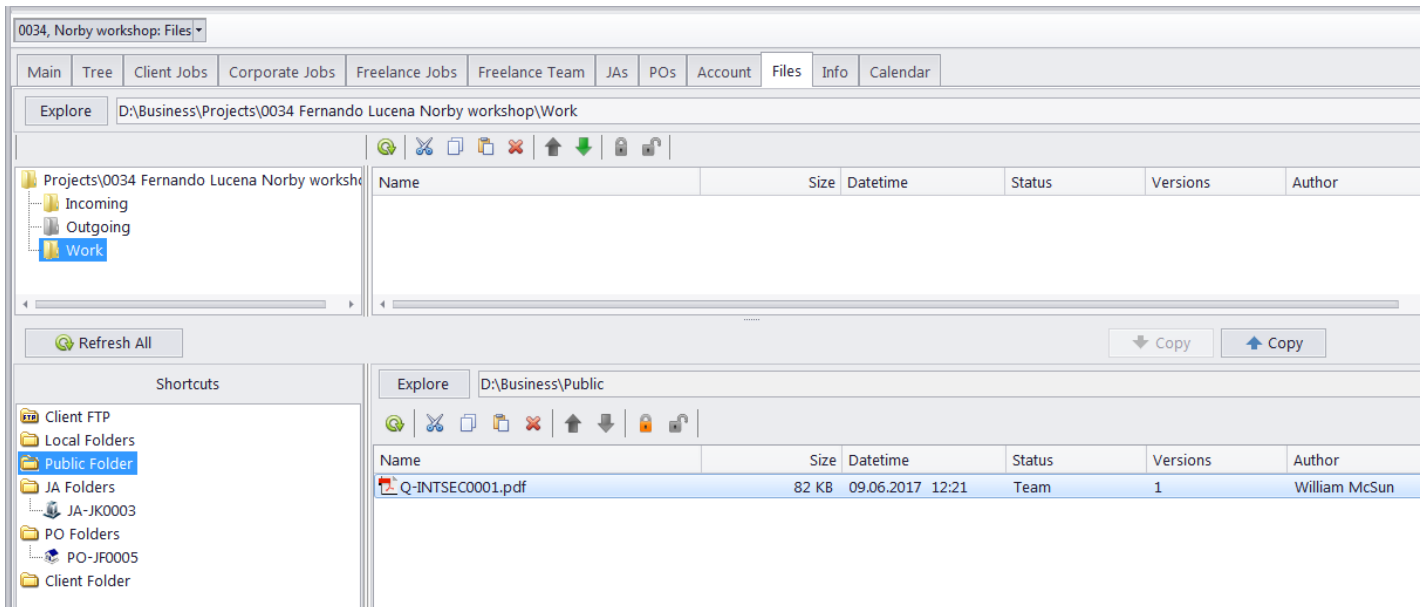 0034, Norby workshop: Files
Main Tree Client Jobs Corporate Jobs Freelance Jobs Freelance Team JAs POs Account Files Info Calendar
Explore D:\Business\Projects\0034 Fernando Lucena Norby workshop\Work
Projects\0034 Fernando Lucena Norby worksho
Incoming
Outgoing
Work
Name Size Datetime Status Versions Author
Refresh All
Copy Copy
Shortcuts
Client FTP
Local Folders
Public Folder
JA Folders
JA-JK0003
PO Folders
PO-JF0005
Client Folder
Explore D:\Business\Public
Name Size Datetime Status Versions Author
Q-INTSEC0001.pdf 82 KB 09.06.2017 12:21 Team 1 William McSun